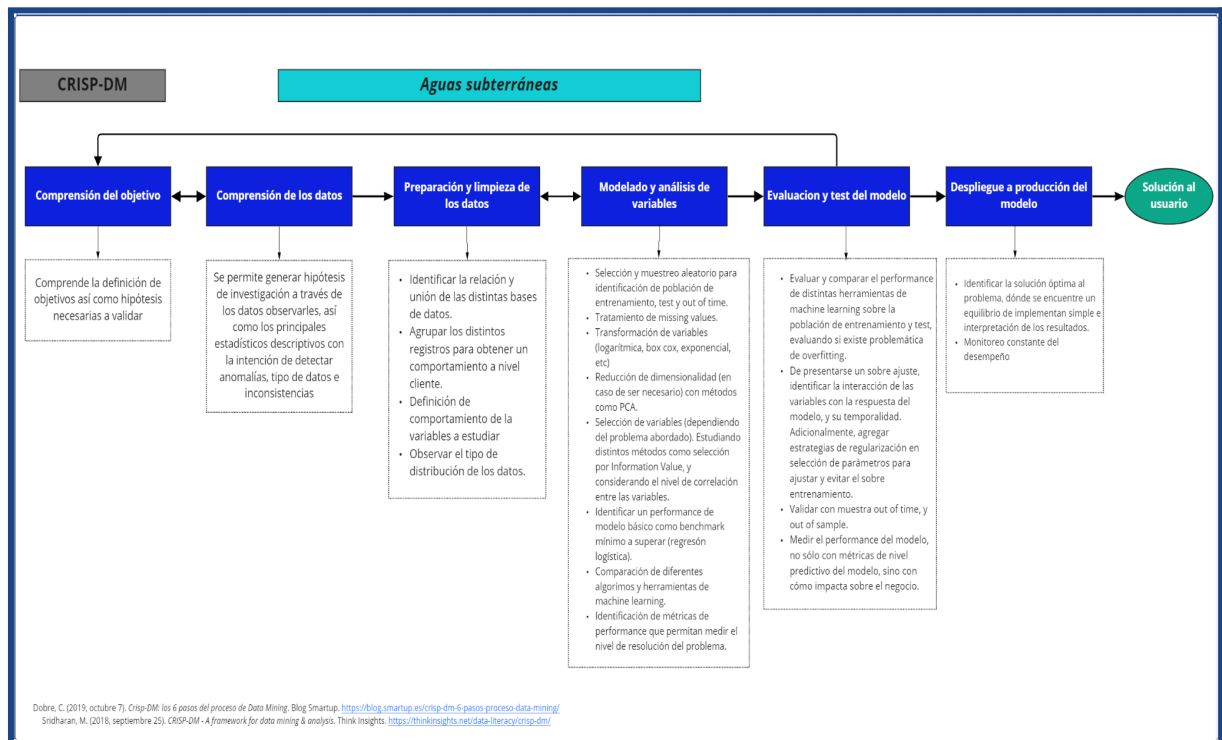 CRISP-DM
Aguas subterráneas
Comprensión del objetivo
Comprensión de los datos
Preparación y limpieza de
los datos
Modelado y análisis de
variables
Evaluacion y test del modelo
Despliegue a producción del
modelo
Solución al
usuario
Comprende la definición de
objetivos así como hipótesis
necesarias a validar
Se permite generar hipótesis
de investigación a través de
los datos observarles, así
como los principales
estadísticos descriptivos con
la intención de detectar
anomalías, tipo de datos e
inconsistencias
• Identificar la relación y
unión de las distintas bases
de datos.
• Agrupar los distintos
registros para obtener un
comportamiento a nivel
cliente.
• Definición de
comportamiento de la
variables a estudiar
• Observar el tipo de
distribución de los datos.
• Selección y muestreo aleatorio para
identificación de población de
entrenamiento, test y out of time.
• Tratamiento de missing values.
• Transformación de variables
(logarítmica, box cox, exponencial,
etc)
• Reducción de dimensionalidad (en
caso de ser necesario) con métodos
como PCA.
• Selección de variables (dependiendo
del problema abordado). Estudiando
distintos métodos como selección
por Information Value, y
considerando el nivel de correlación
entre las variables.
• Identificar un performance de
modelo básico como benchmark
mínimo a superar (regresón
logística).
• Comparación de diferentes
algorimos y herramientas de
machine learning.
• Identificación de métricas de
performance que permitan medir el
nivel de resolución del problema.
• Evaluar y comparar el performance
de distintas herramientas de
machine learning sobre la
población de entrenamiento y test,
evaluando si existe problemática
de overfitting.
• De presentarse un sobre ajuste,
identificar la interacción de las
variables con la respuesta del
modelo, y su temporalidad.
Adicionalmente, agregar
estrategias de regularización en
selección de parámetros para
ajustar y evitar el sobre
entrenamiento.
• Validar con muestra out of time, y
out of sample.
• Medir el performance del modelo,
no sólo con métricas de nivel
predictivo del modelo, sino con
cómo impacta sobre el negocio.
• Identificar la solución óptima al
problema, dónde se encuentre un
equilibrio de implementan simple e
interpretación de los resultados.
• Monitoreo constante del
desempeño
Dobre, C. (2019, octubre 7). Crisp-DM: los 6 pasos del proceso de Data Mining. Blog Smartup. https://blog.smartup.es/crisp-dm-6-pasos-proceso-data-mining/
Sridharan, M. (2018, septiembre 25). CRISP-DM - A framework for data mining & analysis. Think Insights. https://thinkinsights.net/data-literacy/crisp-dm/